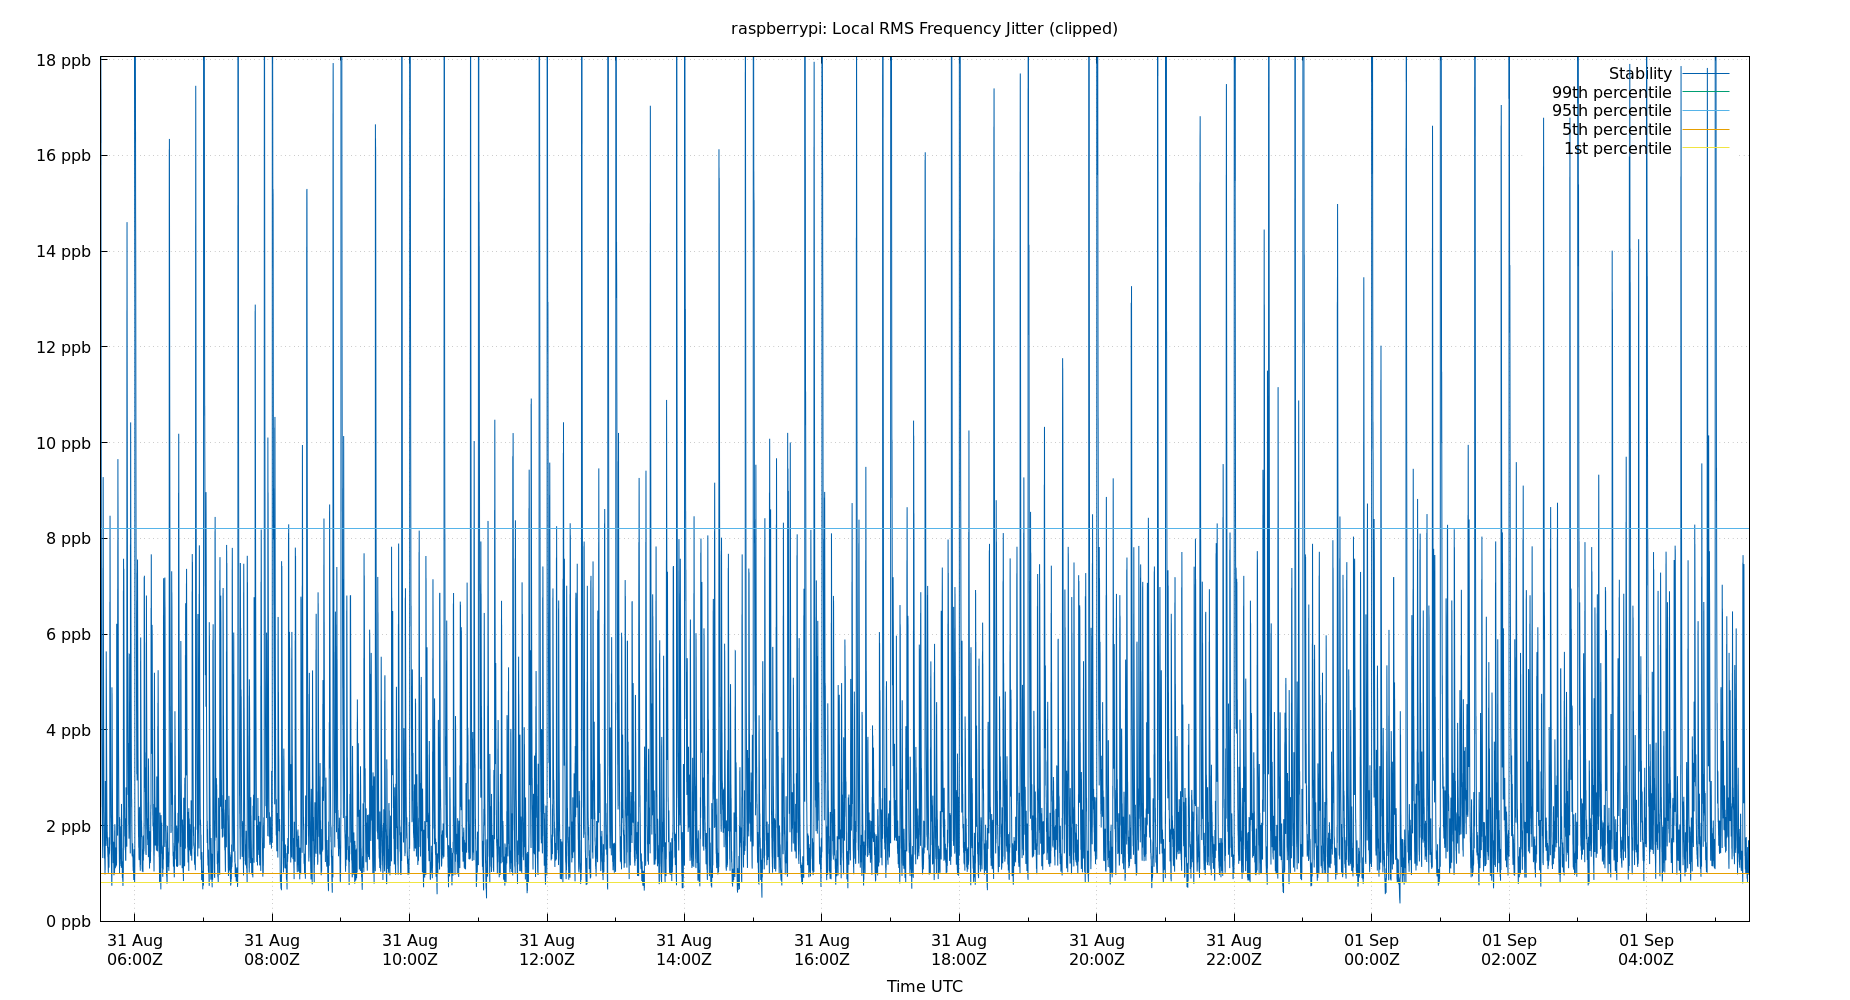 raspberrypi: Local RMS Frequency Jitter (clipped)
18 ppb
16 ppb
14 ppb
12 ppb
10 ppb
8 ppb
6 ppb
4 ppb
2 ppb
0 ppb
Stability
99th percentile
95th percentile
5th percentile
1st percentile
31 Aug 31 Aug 31 Aug 31 Aug 31 Aug 31 Aug 31 Aug 31 Aug 31 Aug 01 Sep 01 Sep 01 Sep
06:00Z 08:00Z 10:00Z 12:00Z 14:00Z 16:00Z 18:00Z 20:00Z 22:00Z 00:00Z 02:00Z 04:00Z
Time UTC